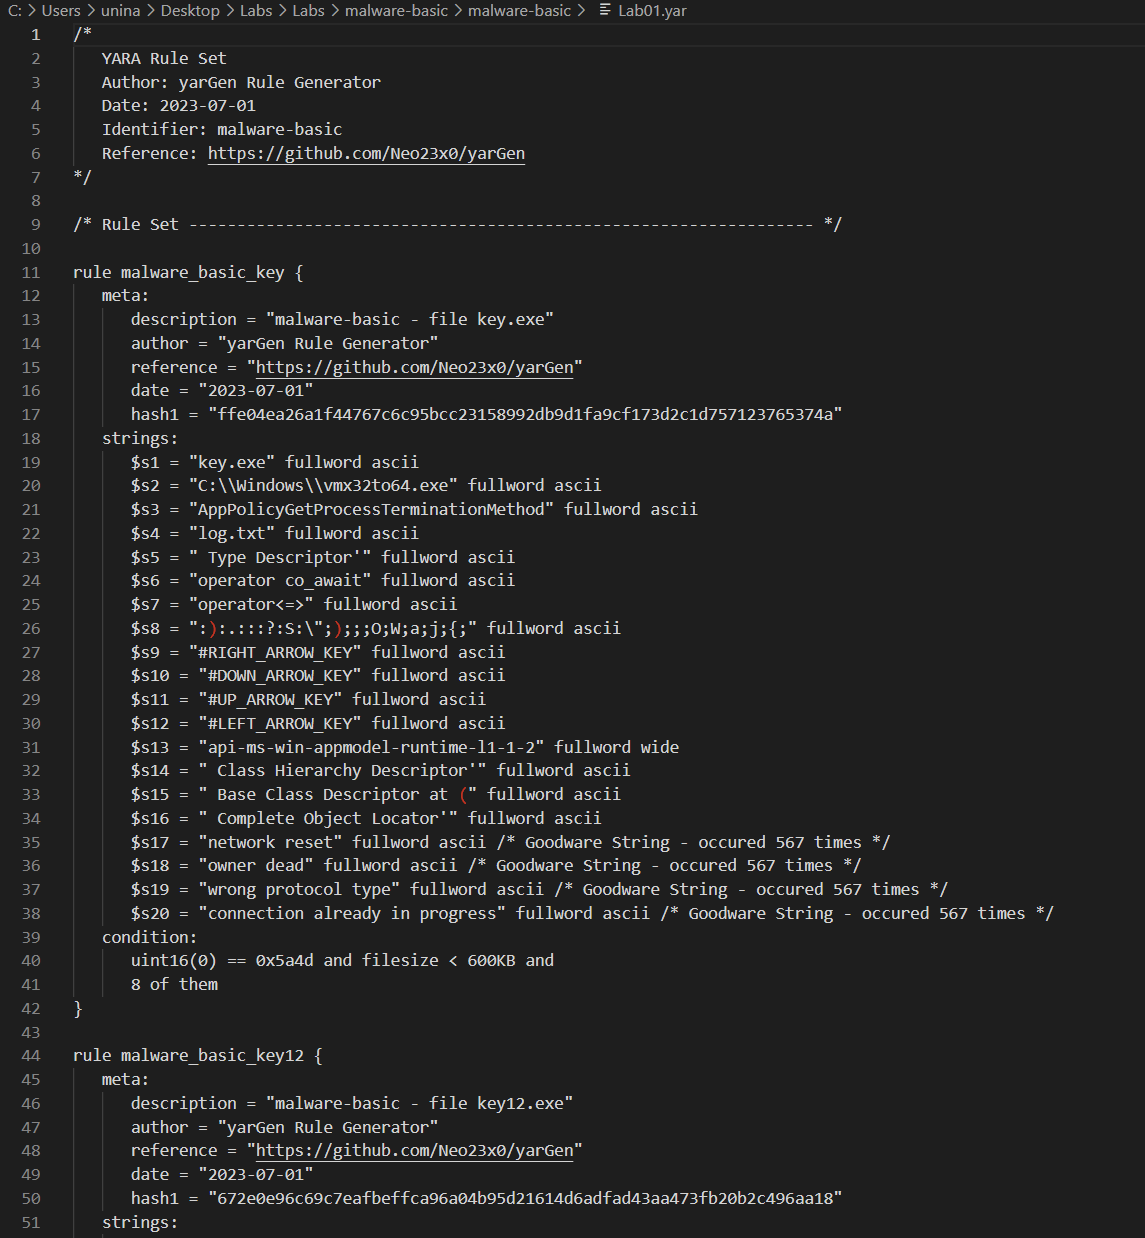 C: > Users > unina > Desktop > Labs > Labs > malware-basic > malware-basic > Lab01.yar
1 /*
2 YARA Rule Set
3 Author: yarGen Rule Generator
4 Date: 2023-07-01
5 Identifier: malware-basic
6 Reference: https://github.com/Neo23x0/yarGen
7 */
8
9 /* Rule Set ----------------------------------------------------------------- */
10
11 rule malware_basic_key {
12 meta:
13 description = "malware-basic - file key.exe"
14 author = "yarGen Rule Generator"
15 reference = "https://github.com/Neo23x0/yarGen"
16 date = "2023-07-01"
17 hash1 = "ffe04ea26a1f44767c6c95bcc23158992db9d1fa9cf173d2c1d757123765374a"
18 strings:
19 $s1 = "key.exe" fullword ascii
20 $s2 = "C:\\Windows\\vmx32to64.exe" fullword ascii
21 $s3 = "AppPolicyGetProcessTerminationMethod" fullword ascii
22 $s4 = "log.txt" fullword ascii
23 $s5 = " Type Descriptor'" fullword ascii
24 $s6 = "operator co_await" fullword ascii
25 $s7 = "operator<=>" fullword ascii
26 $s8 = ":):.:::?:S:\";);;;O;W;a;j;{;" fullword ascii
27 $s9 = "#RIGHT_ARROW_KEY" fullword ascii
28 $s10 = "#DOWN_ARROW_KEY" fullword ascii
29 $s11 = "#UP_ARROW_KEY" fullword ascii
30 $s12 = "#LEFT_ARROW_KEY" fullword ascii
31 $s13 = "api-ms-win-appmodel-runtime-l1-1-2" fullword wide
32 $s14 = " Class Hierarchy Descriptor'" fullword ascii
33 $s15 = " Base Class Descriptor at (" fullword ascii
34 $s16 = " Complete Object Locator'" fullword ascii
35 $s17 = "network reset" fullword ascii /* Goodware String - occured 567 times */
36 $s18 = "owner dead" fullword ascii /* Goodware String - occured 567 times */
37 $s19 = "wrong protocol type" fullword ascii /* Goodware String - occured 567 times */
38 $s20 = "connection already in progress" fullword ascii /* Goodware String - occured 567 times */
39 condition:
40 uint16(0) == 0x5a4d and filesize < 600KB and
41 8 of them
42 }
43
44 rule malware_basic_key12 {
45 meta:
46 description = "malware-basic - file key12.exe"
47 author = "yarGen Rule Generator"
48 reference = "https://github.com/Neo23x0/yarGen"
49 date = "2023-07-01"
50 hash1 = "672e0e96c69c7eafbeffca96a04b95d21614d6adfad43aa473fb20b2c496aa18"
51 strings: